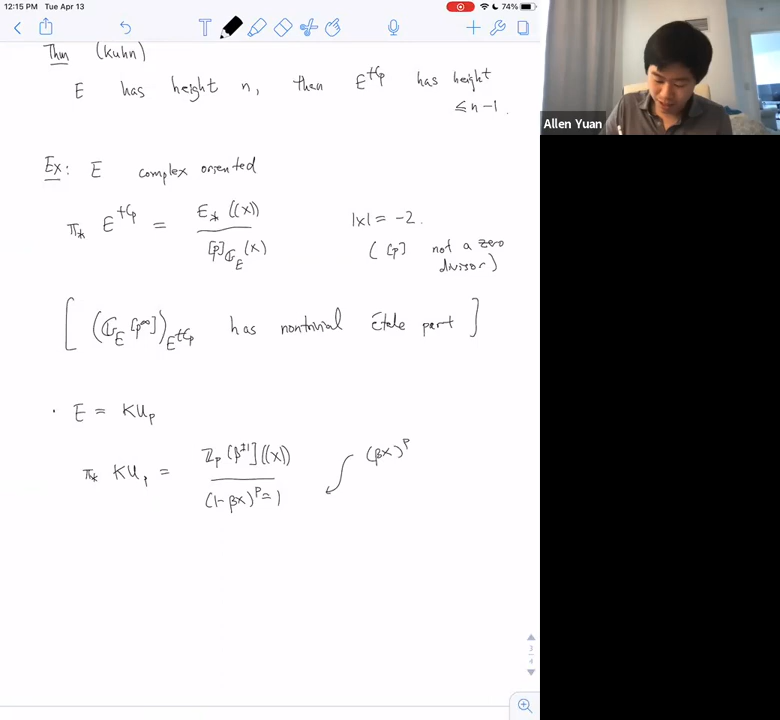 12:15 PM Tue Apr 13
74%
Thm (Kuhn)
E has height n, then E^{tC_p} has height
≤ n-1.
Allen Yuan
Ex: E complex oriented
π_* E^{tC_p} = E_*((x)) / [p]_{𝔾_E}(x) |x| = -2.
([p] not a zero
divisor)
[ (𝔾_E[p^∞])_{E^{tC_p}} has nontrivial étale part ]
· E = KU_p
π_* KU_p = ℤ_p[β^{±1}]((x)) / (1-βx)^p = 1 (βx)^p
3
4